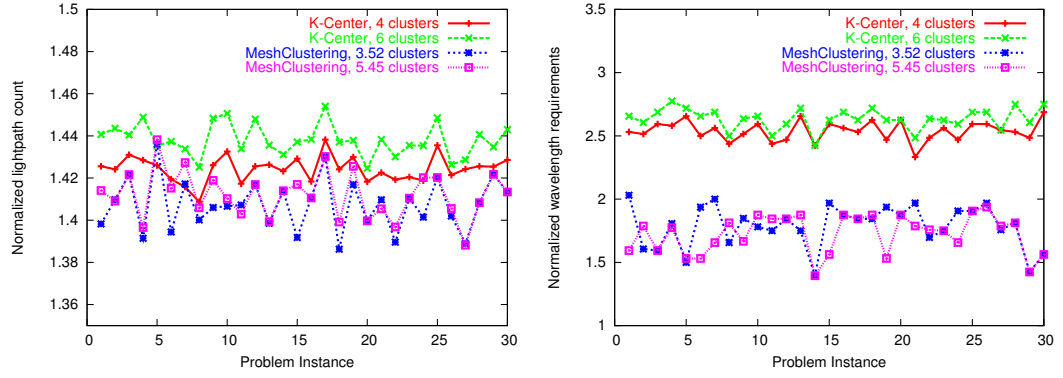 1.5
1.48
1.46
1.44
1.42
1.4
1.38
1.36
0 5 10 15 20 25 30
Normalized lightpath count
Problem Instance
K-Center, 4 clusters
K-Center, 6 clusters
MeshClustering, 3.52 clusters
MeshClustering, 5.45 clusters
3.5
3
2.5
2
1.5
1
0 5 10 15 20 25 30
Normalized wavelength requirements
Problem Instance
K-Center, 4 clusters
K-Center, 6 clusters
MeshClustering, 3.52 clusters
MeshClustering, 5.45 clusters